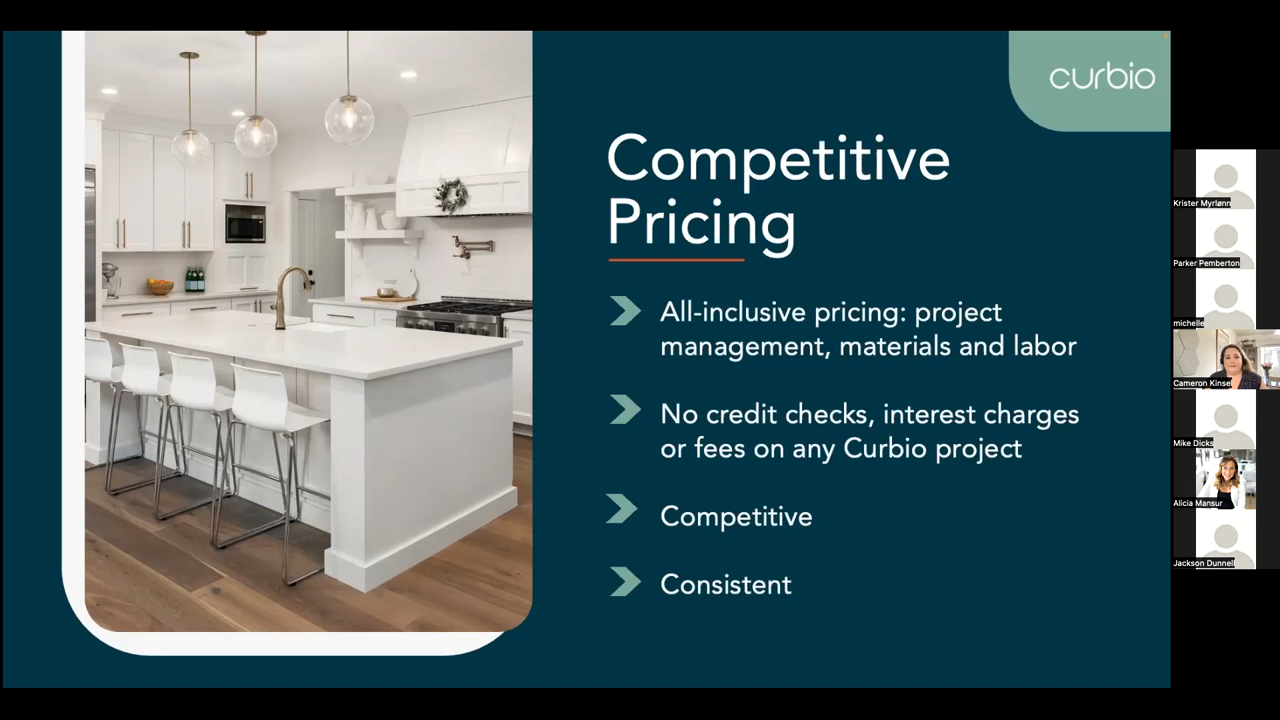 curbio
Competitive
Pricing
All-inclusive pricing: project
management, materials and labor
No credit checks, interest charges
or fees on any Curbio project
Competitive
Consistent
Krister Myrlønn
Parker Pemberton
michelle
Cameron Kinsel
Mike Dicks
Alicia Mansur
Jackson Dunnell